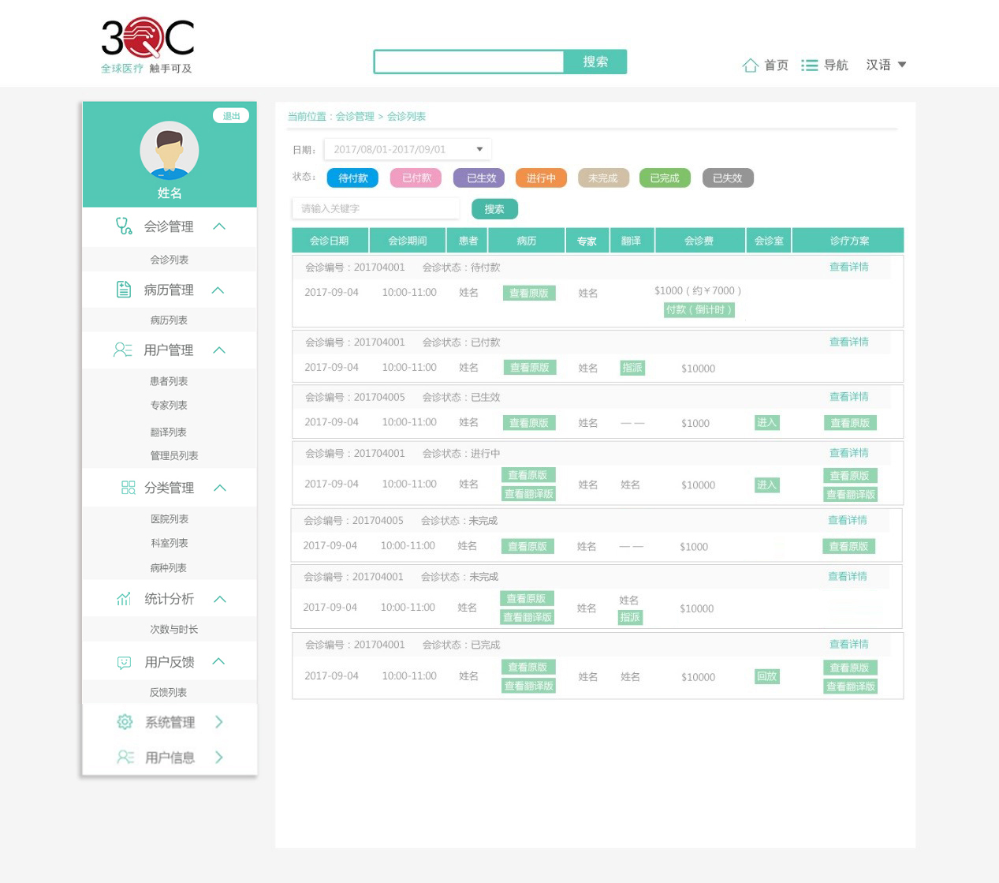 3QC
全球医疗 触手可及
搜索
首页 导航 汉语
退出
姓名
会诊管理
会诊列表
病历管理
病历列表
用户管理
患者列表
专家列表
翻译列表
管理员列表
分类管理
医院列表
科室列表
病种列表
统计分析
次数与时长
用户反馈
反馈列表
系统管理
用户信息
当前位置：会诊管理 > 会诊列表
日期： 2017/08/01-2017/09/01
状态： 待付款 已付款 已生效 进行中 未完成 已完成 已失效
请输入关键字 搜索
会诊日期 会诊期间 患者 病历 专家 翻译 会诊费 会诊室 诊疗方案
会诊编号：201704001 会诊状态：待付款 查看详情
2017-09-04 10:00-11:00 姓名 查看原版 姓名 $1000（约￥7000）
付款（倒计时）
会诊编号：201704001 会诊状态：已付款 查看详情
2017-09-04 10:00-11:00 姓名 查看原版 姓名 指派 $10000
会诊编号：201704005 会诊状态：已生效 查看详情
2017-09-04 10:00-11:00 姓名 查看原版 姓名 — — $1000 进入 查看原版
会诊编号：201704001 会诊状态：进行中 查看详情
2017-09-04 10:00-11:00 姓名 查看原版 姓名 姓名 $10000 进入 查看原版
查看翻译版 查看翻译版
会诊编号：201704005 会诊状态：未完成 查看详情
2017-09-04 10:00-11:00 姓名 查看原版 姓名 — — $1000 查看原版
会诊编号：201704001 会诊状态：未完成 查看详情
2017-09-04 10:00-11:00 姓名 查看原版 姓名 姓名 $10000
查看翻译版 指派
会诊编号：201704001 会诊状态：已完成 查看详情
2017-09-04 10:00-11:00 姓名 查看原版 姓名 姓名 $10000 回放 查看原版
查看翻译版 查看翻译版